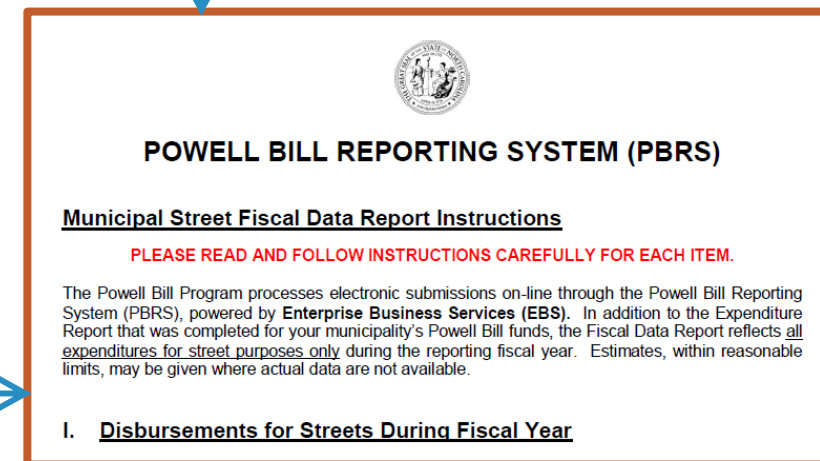 POWELL BILL REPORTING SYSTEM (PBRS)
Municipal Street Fiscal Data Report Instructions
PLEASE READ AND FOLLOW INSTRUCTIONS CAREFULLY FOR EACH ITEM.
The Powell Bill Program processes electronic submissions on-line through the Powell Bill Reporting
System (PBRS), powered by Enterprise Business Services (EBS). In addition to the Expenditure
Report that was completed for your municipality's Powell Bill funds, the Fiscal Data Report reflects all
expenditures for street purposes only during the reporting fiscal year. Estimates, within reasonable
limits, may be given where actual data are not available.
I. Disbursements for Streets During Fiscal Year